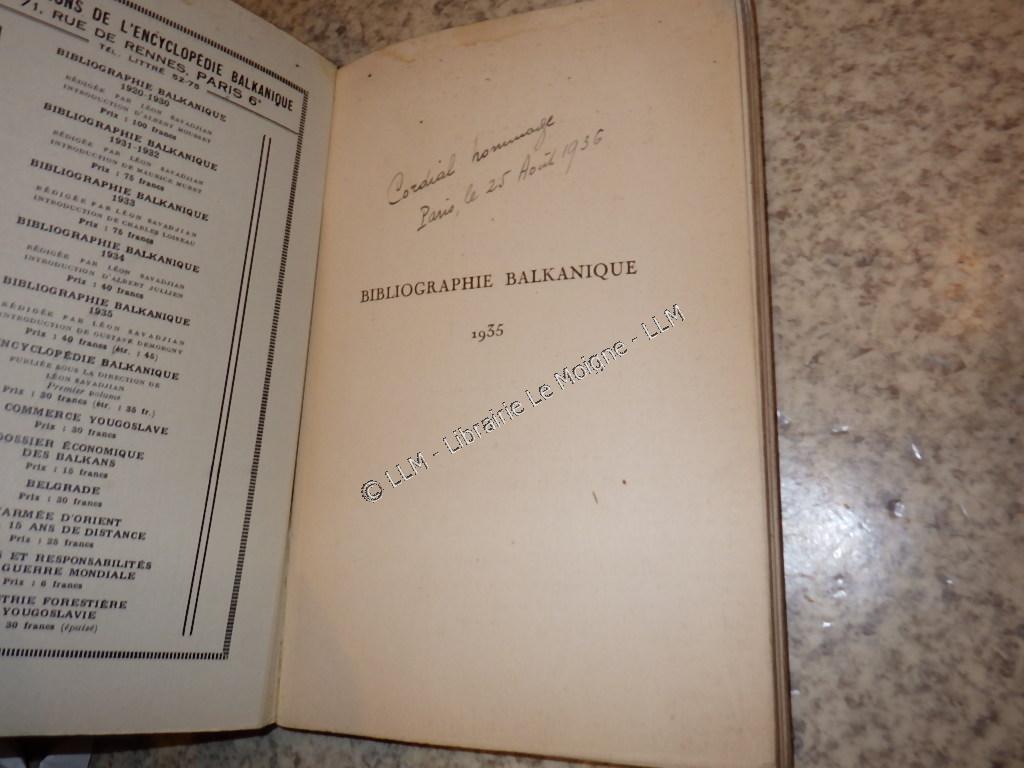 ONS DE L'ENCYCLOPÉDIE BALKANIQUE
71, RUE DE RENNES, PARIS 6e
TÉL. LITTRÉ 52-75
BIBLIOGRAPHIE BALKANIQUE
1920-1930
RÉDIGÉE PAR LÉON SAVADJIAN
INTRODUCTION D'ALBERT MOUSSET
Prix : 100 francs
BIBLIOGRAPHIE BALKANIQUE
1931-1932
RÉDIGÉE PAR LÉON SAVADJIAN
INTRODUCTION DE MAURICE MURET
Prix : 75 francs
BIBLIOGRAPHIE BALKANIQUE
1933
RÉDIGÉE PAR LÉON SAVADJIAN
INTRODUCTION DE CHARLES LOISEAU
Prix : 75 francs
BIBLIOGRAPHIE BALKANIQUE
1934
RÉDIGÉE PAR LÉON SAVADJIAN
INTRODUCTION D'ALBERT JULLIEN
Prix : 40 francs
BIBLIOGRAPHIE BALKANIQUE
1935
RÉDIGÉE PAR LÉON SAVADJIAN
INTRODUCTION DE GUSTAVE DEMORGNY
Prix : 40 francs (étr. : 45)
ENCYCLOPÉDIE BALKANIQUE
PUBLIÉE SOUS LA DIRECTION DE
LÉON SAVADJIAN
Premier volume
Prix : 30 francs (étr. : 35 fr.)
COMMERCE YOUGOSLAVE
Prix : 30 francs
DOSSIER ÉCONOMIQUE
DES BALKANS
Prix : 15 francs
BELGRADE
Prix : 30 francs
ARMÉE D'ORIENT
15 ANS DE DISTANCE
Prix : 25 francs
S ET RESPONSABILITÉS
GUERRE MONDIALE
Prix : 6 francs
TRIE FORESTIÈRE
YOUGOSLAVIE
30 francs (épuisé)
Cordial hommage
Paris, le 25 Août 1936
BIBLIOGRAPHIE BALKANIQUE
1935
© LLM - Librairie Le Moigne - LLM